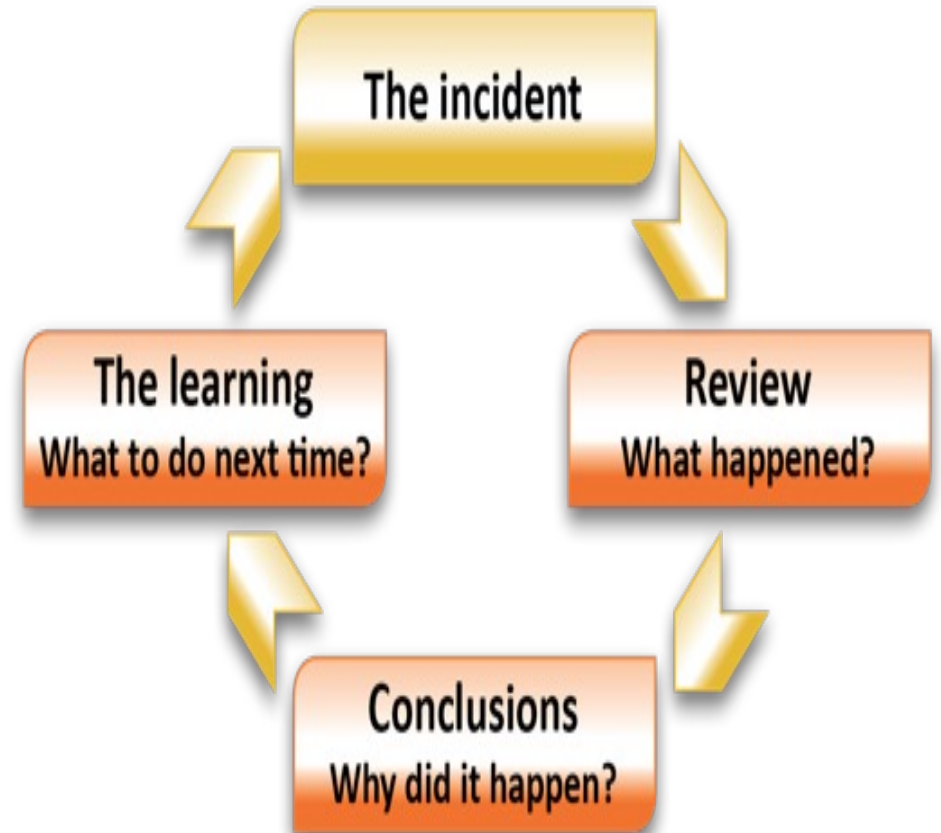 The incident
Review
What happened?
Conclusions
Why did it happen?
The learning
What to do next time?